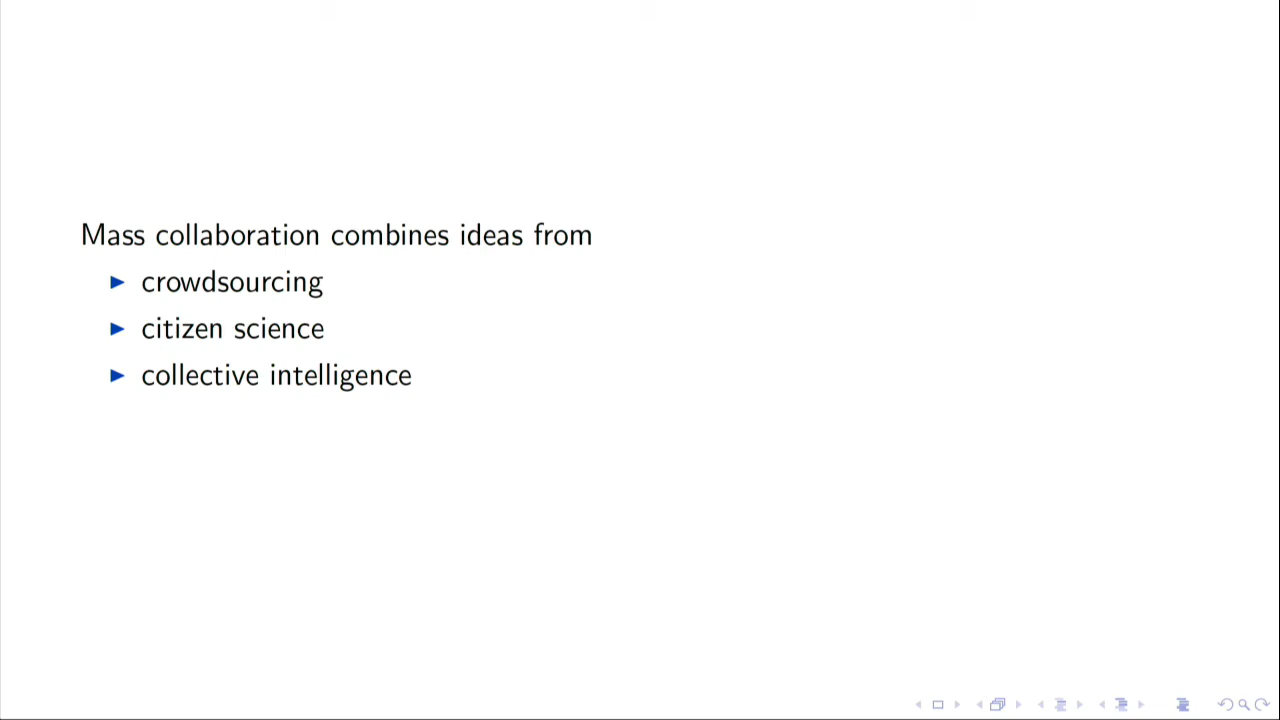 Mass collaboration combines ideas from
crowdsourcing
citizen science
collective intelligence